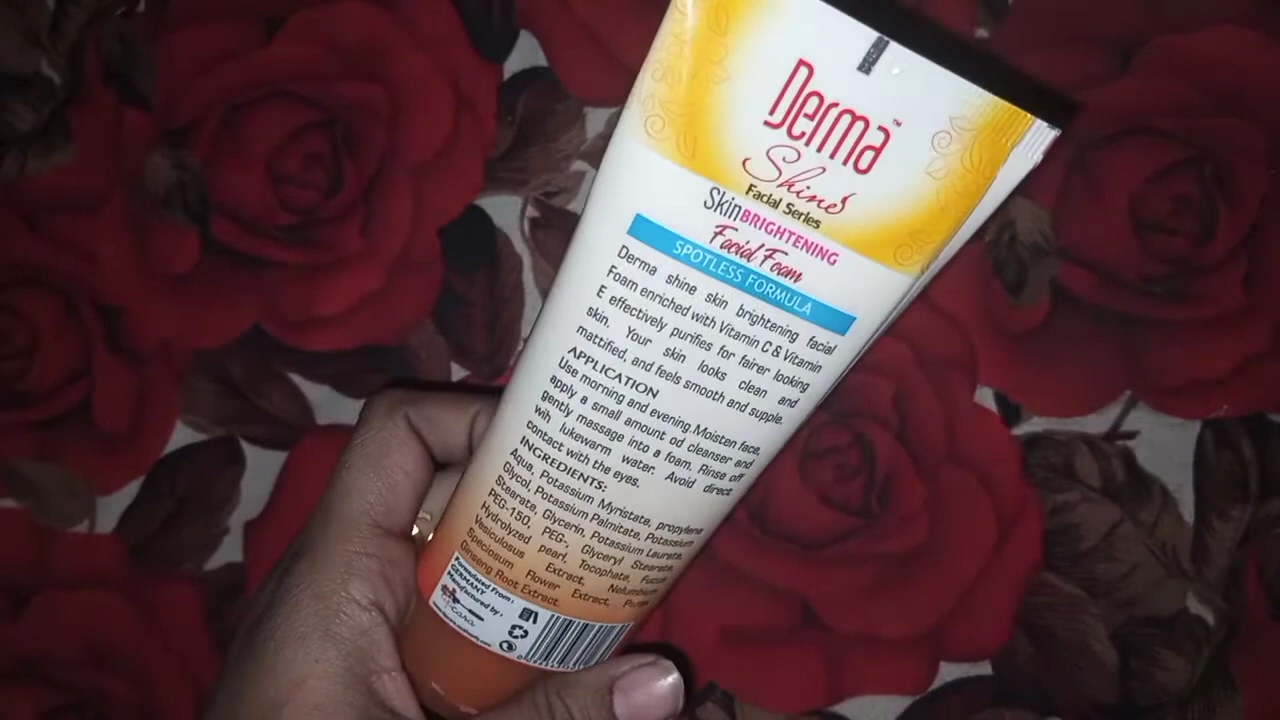 Derma™
Shine
Facial Series
SkinBRIGHTENING
Facial Foam
SPOTLESS FORMULA
Derma shine skin brightening facial
Foam enriched with Vitamin C & Vitamin
E effectively purifies for fairer looking
skin. Your skin looks clean and
mattified, and feels smooth and supple.
APPLICATION
Use morning and evening. Moisten face,
apply a small amount od cleanser and
gently massage into a foam. Rinse off
wih lukewarm water. Avoid direct
contact with the eyes.
INGREDIENTS:
Aqua, Potassium Myristate, propylene
Glycol, Potassium Palmitate, Potassium
Stearate, Glycerin, Potassium Laurate,
PEG-150, PEG-, Glyceryl Stearate,
Hydrolyzed pearl, Tocophate, Fucus
Vesiculosus Extract, Nelumbium
Speciosum Flower Extract,
Ginseng Root Extract
Formulated From:
GERMANY
Manufactured by: